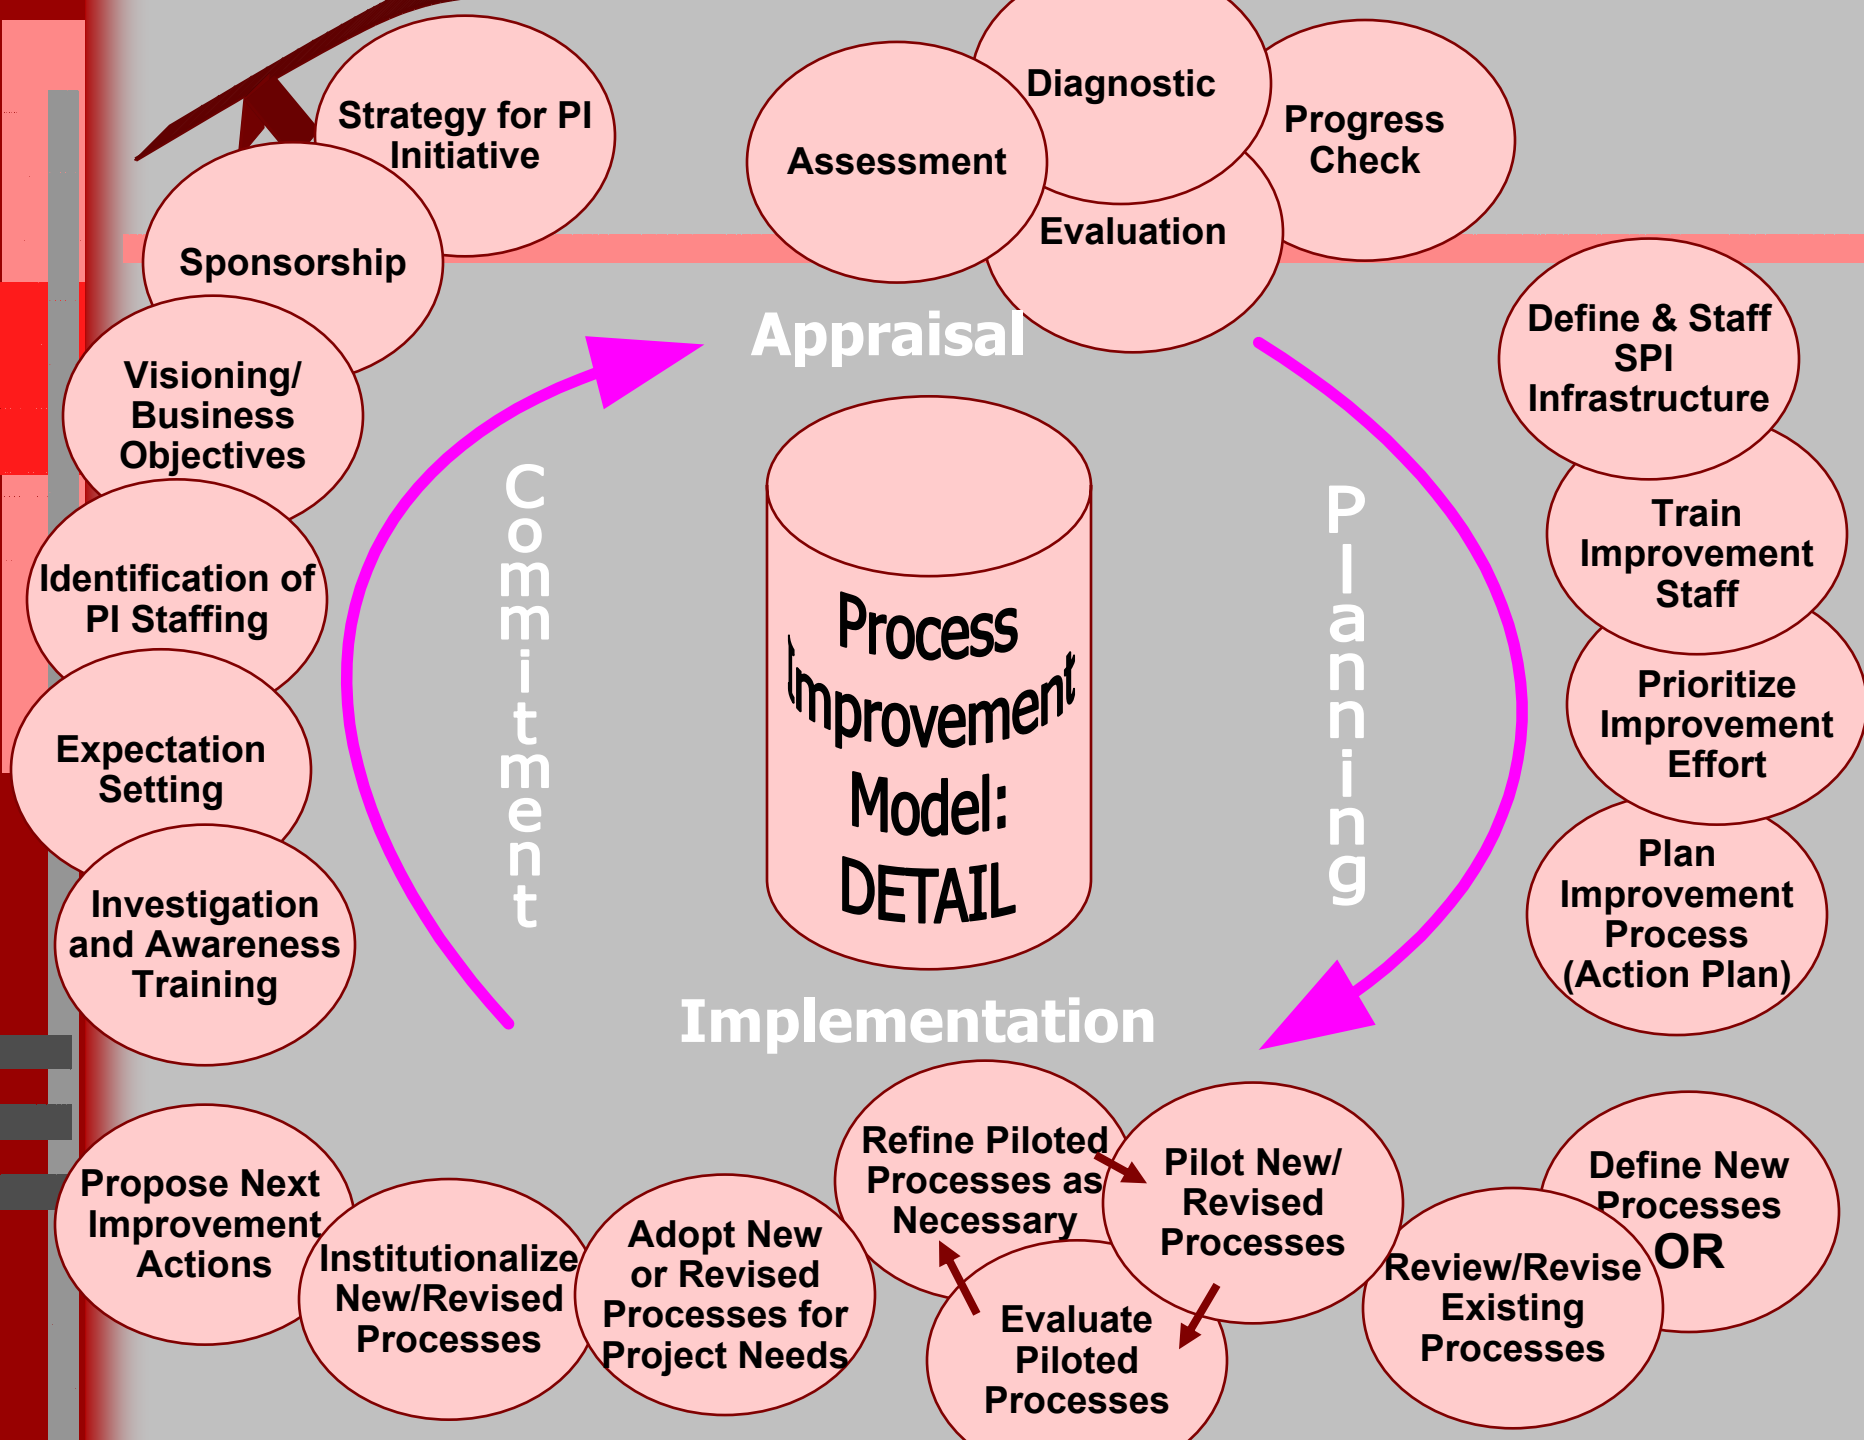 Strategy for PI
Initiative
Sponsorship
Visioning/
Business
Objectives
Identification of
PI Staffing
Expectation
Setting
Investigation
and Awareness
Training
Commitment
Assessment
Diagnostic
Evaluation
Progress
Check
Appraisal
Process
Improvement
Model:
DETAIL
Planning
Define & Staff
SPI
Infrastructure
Train
Improvement
Staff
Prioritize
Improvement
Effort
Plan
Improvement
Process
(Action Plan)
Implementation
Propose Next
Improvement
Actions
Institutionalize
New/Revised
Processes
Adopt New
or Revised
Processes for
Project Needs
Refine Piloted
Processes as
Necessary
Evaluate
Piloted
Processes
Pilot New/
Revised
Processes
Review/Revise
Existing
Processes
Define New
Processes
OR